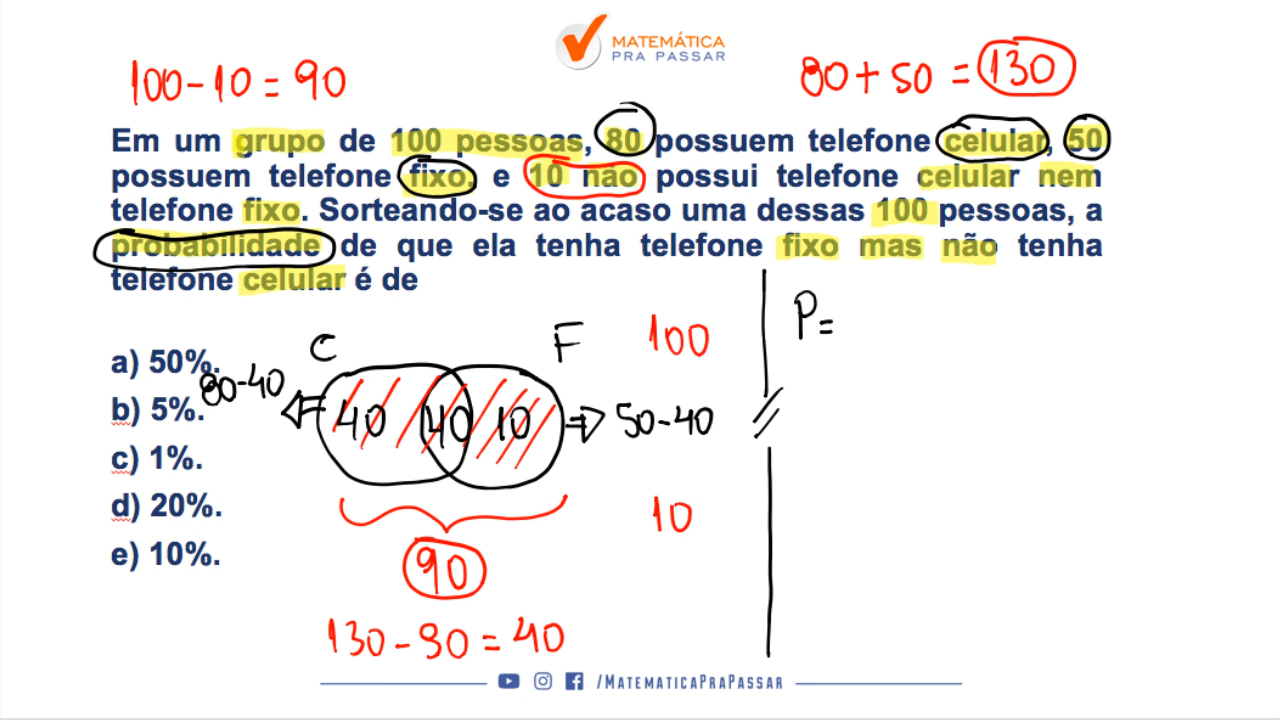 MATEMÁTICA
PRA PASSAR
100-10=90
80+50=130
Em um grupo de 100 pessoas, 80 possuem telefone celular, 50
possuem telefone fixo, e 10 não possui telefone celular nem
telefone fixo. Sorteando-se ao acaso uma dessas 100 pessoas, a
probabilidade de que ela tenha telefone fixo mas não tenha
telefone celular é de
a) 50%.
b) 5%.
c) 1%.
d) 20%.
e) 10%.
C
F
100
80-40
40
40
10
50-40
10
90
130-90=40
P=
/MATEMATICAPRAPASSAR